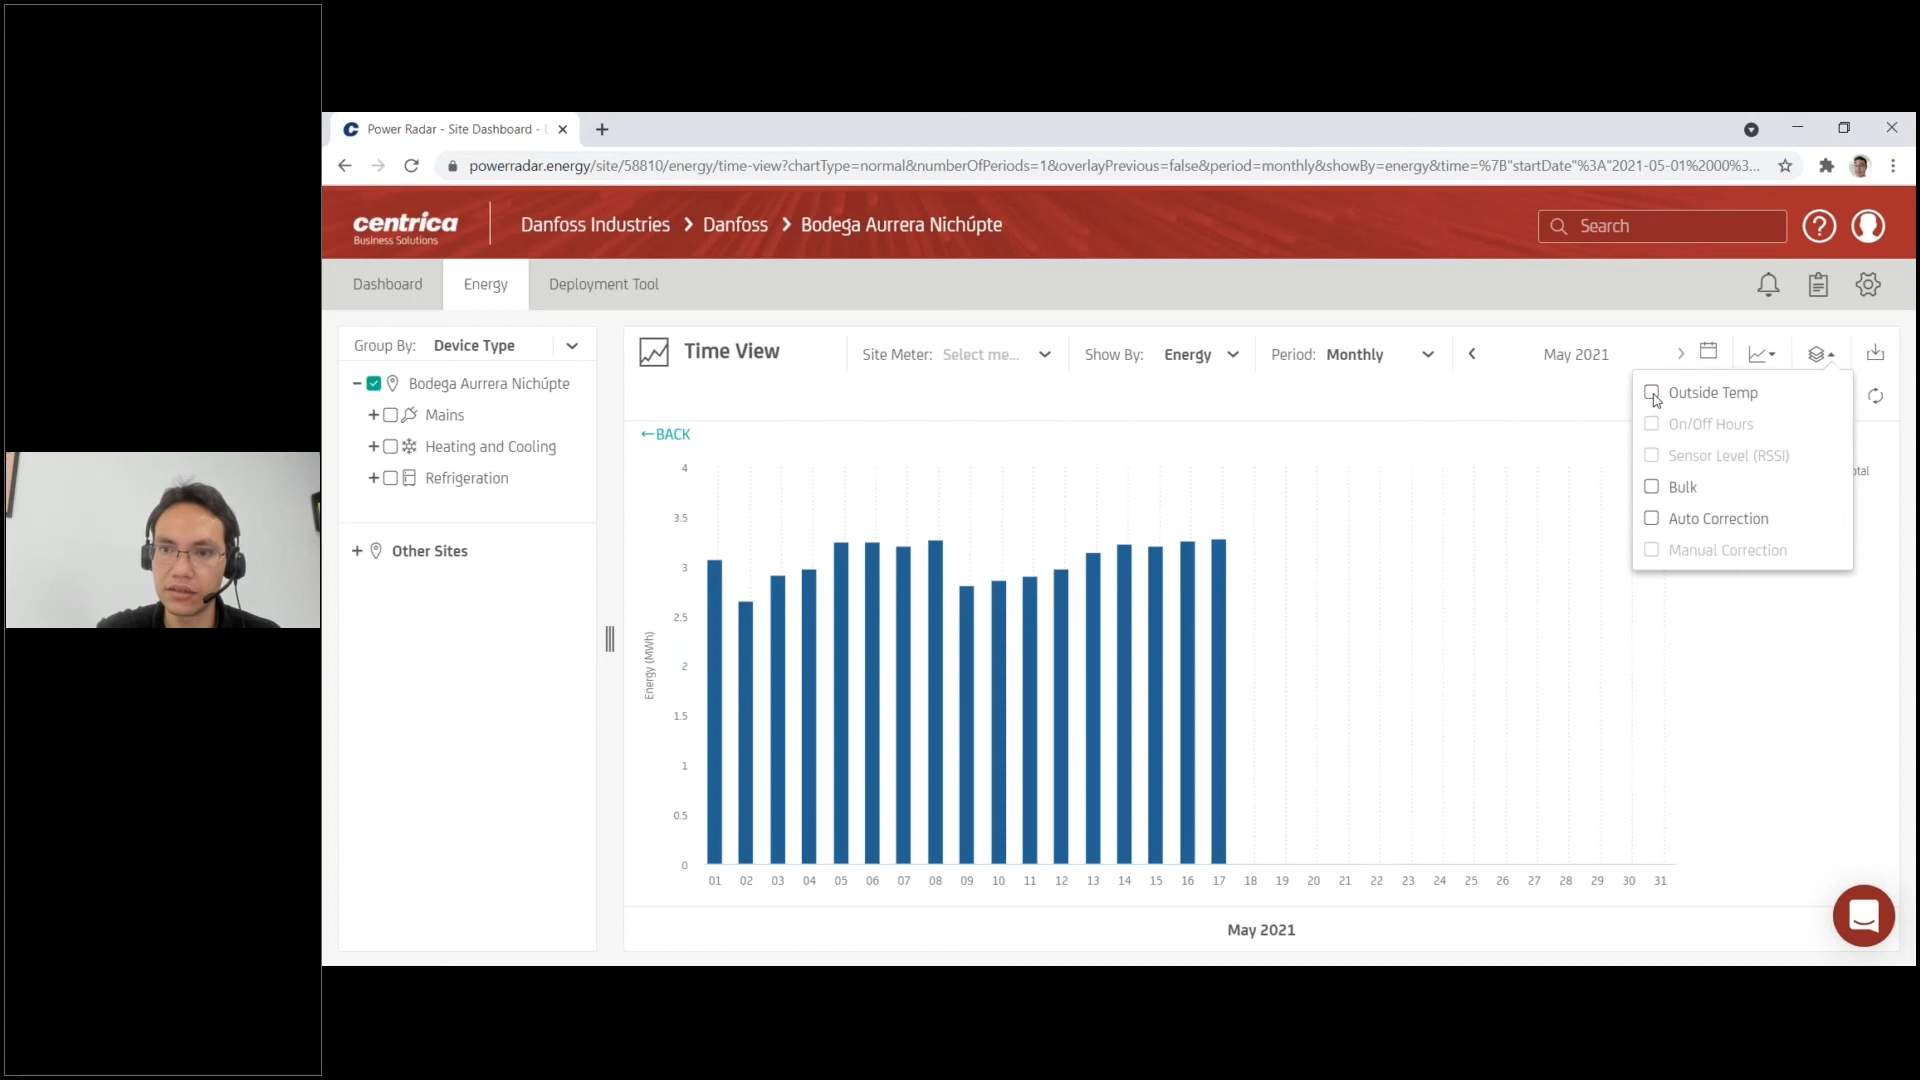 Power Radar - Site Dashboard -
powerradar.energy/site/58810/energy/time-view?chartType=normal&numberOfPeriods=1&overlayPrevious=false&period=monthly&showBy=energy&time=%7B"startDate"%3A"2021-05-01%2000%3...
centrica
Business Solutions
Danfoss Industries > Danfoss > Bodega Aurrera Nichúpte
Search
?
Dashboard
Energy
Deployment Tool
Group By: Device Type
Bodega Aurrera Nichúpte
Mains
Heating and Cooling
Refrigeration
Other Sites
Time View
Site Meter: Select me...
Show By: Energy
Period: Monthly
May 2021
Outside Temp
On/Off Hours
Sensor Level (RSSI)
Bulk
Auto Correction
Manual Correction
otal
←BACK
Energy (MWh)
4
3.5
3
2.5
2
1.5
1
0.5
0
01 02 03 04 05 06 07 08 09 10 11 12 13 14 15 16 17 18 19 20 21 22 23 24 25 26 27 28 29 30 31
May 2021